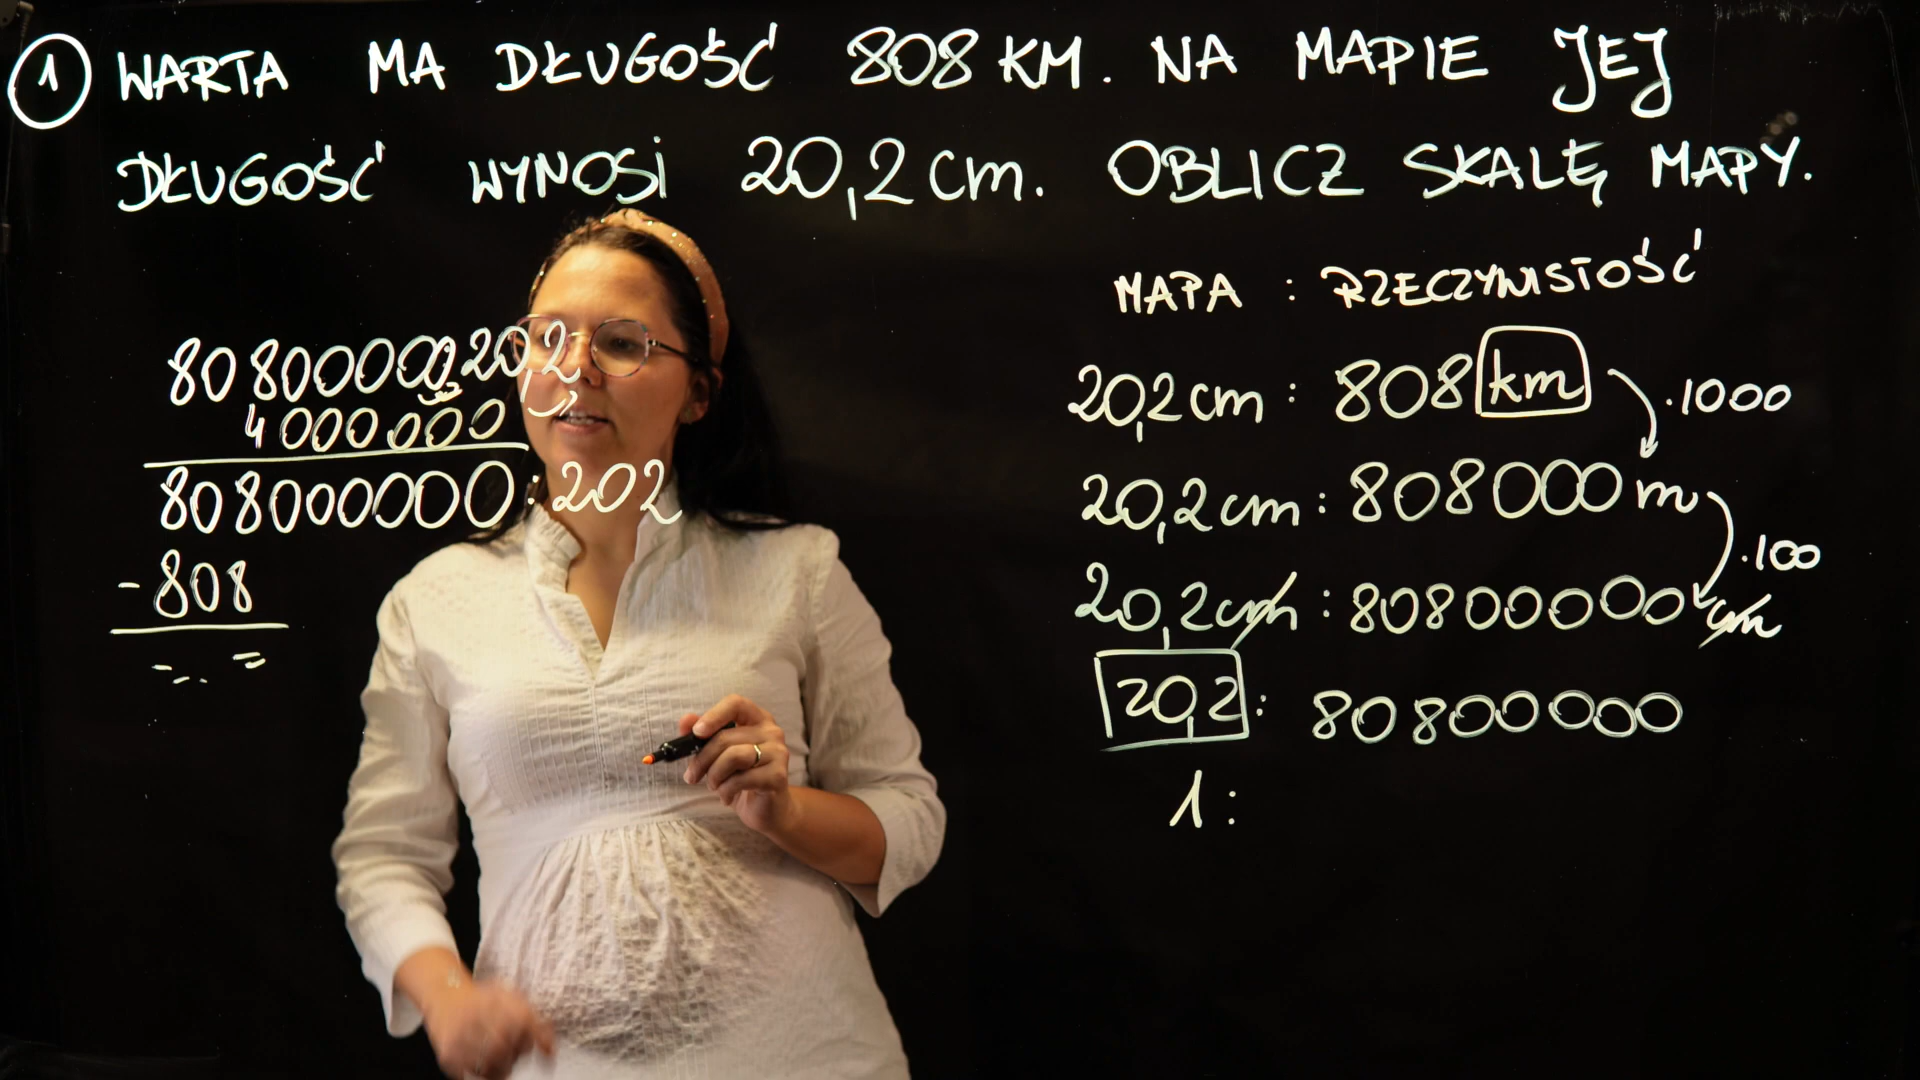 1 WARTA MA DŁUGOŚĆ 808 KM. NA MAPIE JEJ
DŁUGOŚĆ WYNOSI 20,2 cm. OBLICZ SKALĘ MAPY.
MAPA : RZECZYWISTOŚĆ
20,2 cm : 808 km .1000
20,2 cm : 808000 m .100
20,2 cm : 80800000 cm
20,2 : 80800000
1 :
80800000:20,2
4000000
808000000:202
-808